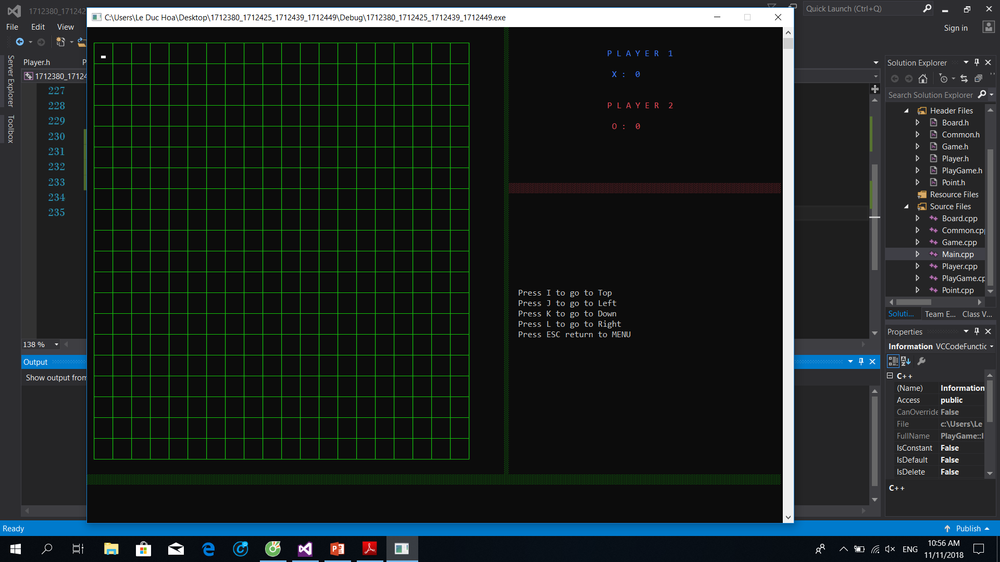 1712380_171242
Quick Launch (Ctrl+Q)
File Edit View
Sign in
C:\Users\Le Duc Hoa\Desktop\1712380_1712425_1712439_1712449\Debug\1712380_1712425_1712439_1712449.exe
Server Explorer
Toolbox
Player.h
1712380_17124
227
228
229
230
231
232
233
234
235
138 %
Output
Show output from
P L A Y E R 1
X : 0
P L A Y E R 2
O : 0
Press I to go to Top
Press J to go to Left
Press K to go to Down
Press L to go to Right
Press ESC return to MENU
Solution Explorer
Search Solution Explorer
Header Files
Board.h
Common.h
Game.h
Player.h
PlayGame.h
Point.h
Resource Files
Source Files
Board.cpp
Common.cpp
Game.cpp
Main.cpp
Player.cpp
PlayGame.cp
Point.cpp
Soluti... Team E... Class V...
Properties
Information VCCodeFunctic
C++
(Name) Information
Access public
CanOverride False
File c:\Users\Le
FullName PlayGame::I
IsConstant False
IsDefault False
IsDelete False
C++
Ready
Publish
ENG
10:56 AM
11/11/2018